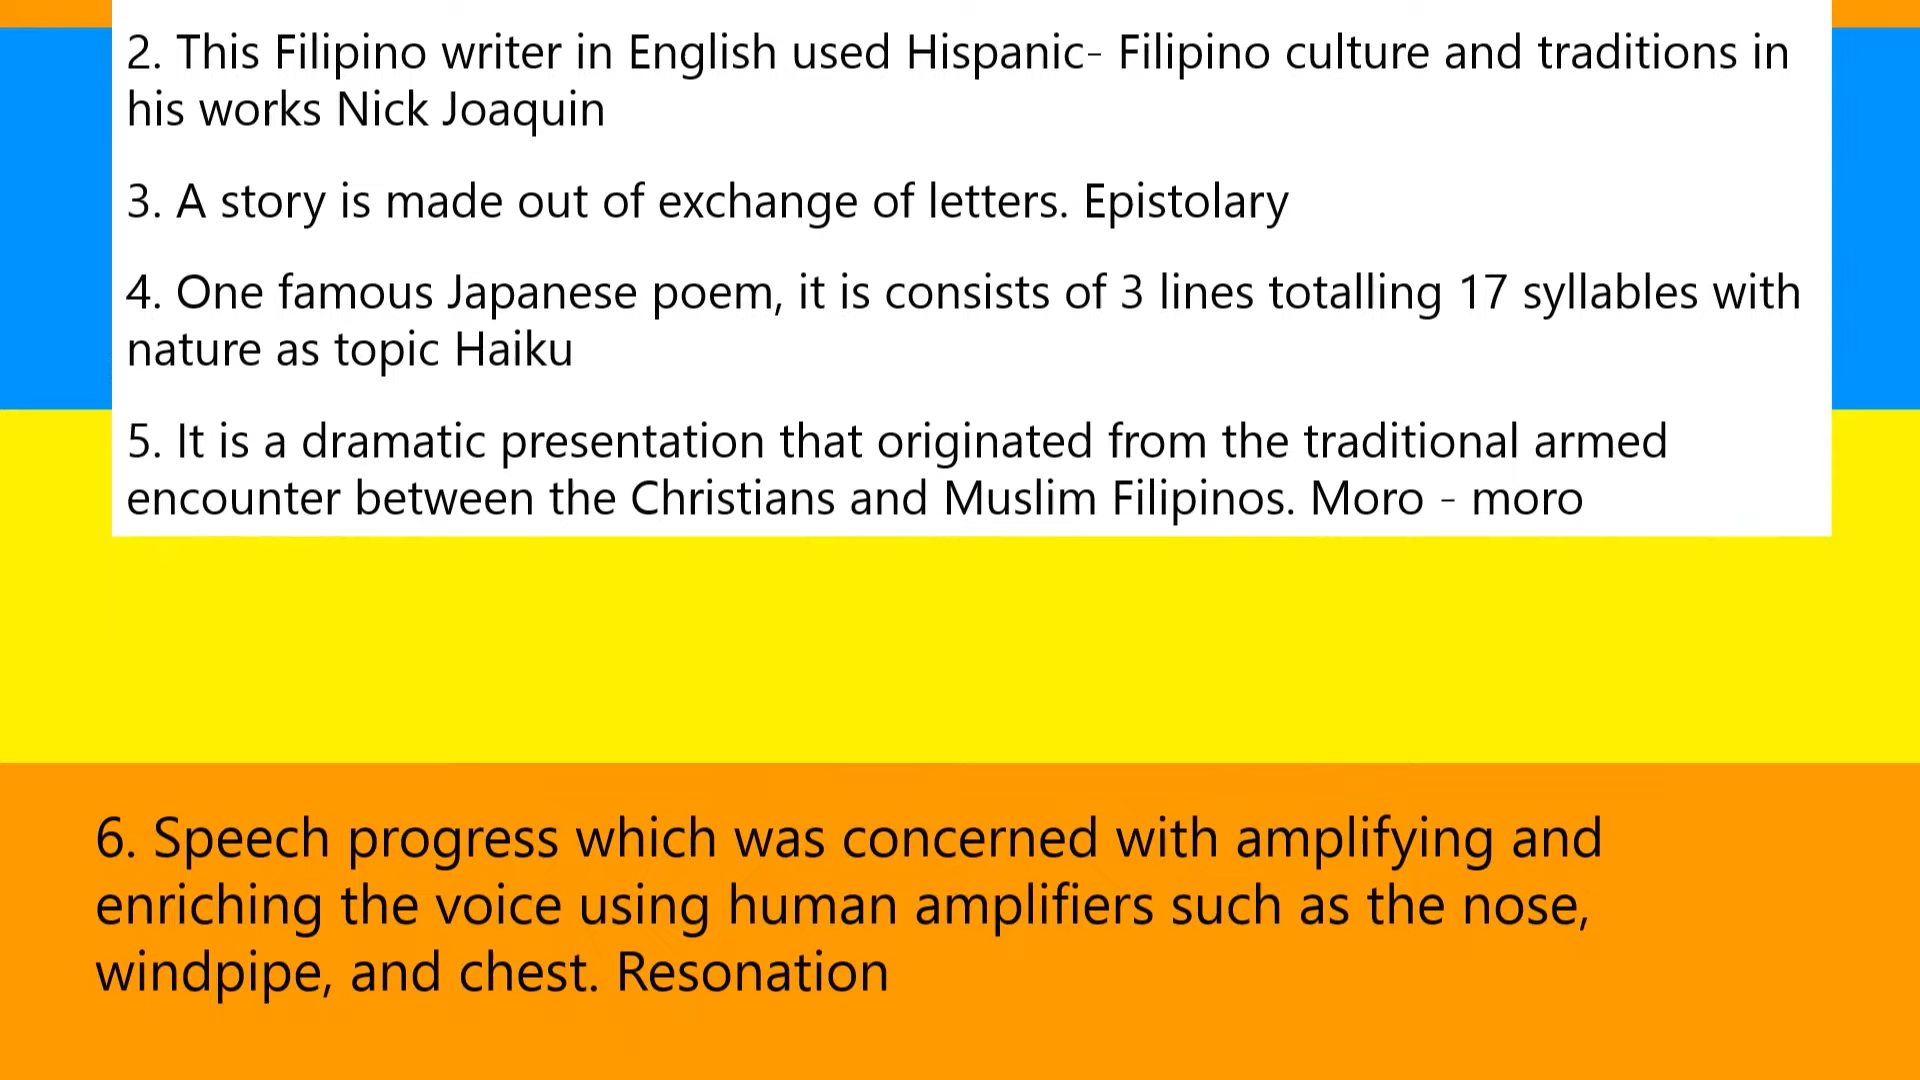 2. This Filipino writer in English used Hispanic- Filipino culture and traditions in
his works Nick Joaquin
3. A story is made out of exchange of letters. Epistolary
4. One famous Japanese poem, it is consists of 3 lines totalling 17 syllables with
nature as topic Haiku
5. It is a dramatic presentation that originated from the traditional armed
encounter between the Christians and Muslim Filipinos. Moro - moro
6. Speech progress which was concerned with amplifying and
enriching the voice using human amplifiers such as the nose,
windpipe, and chest. Resonation